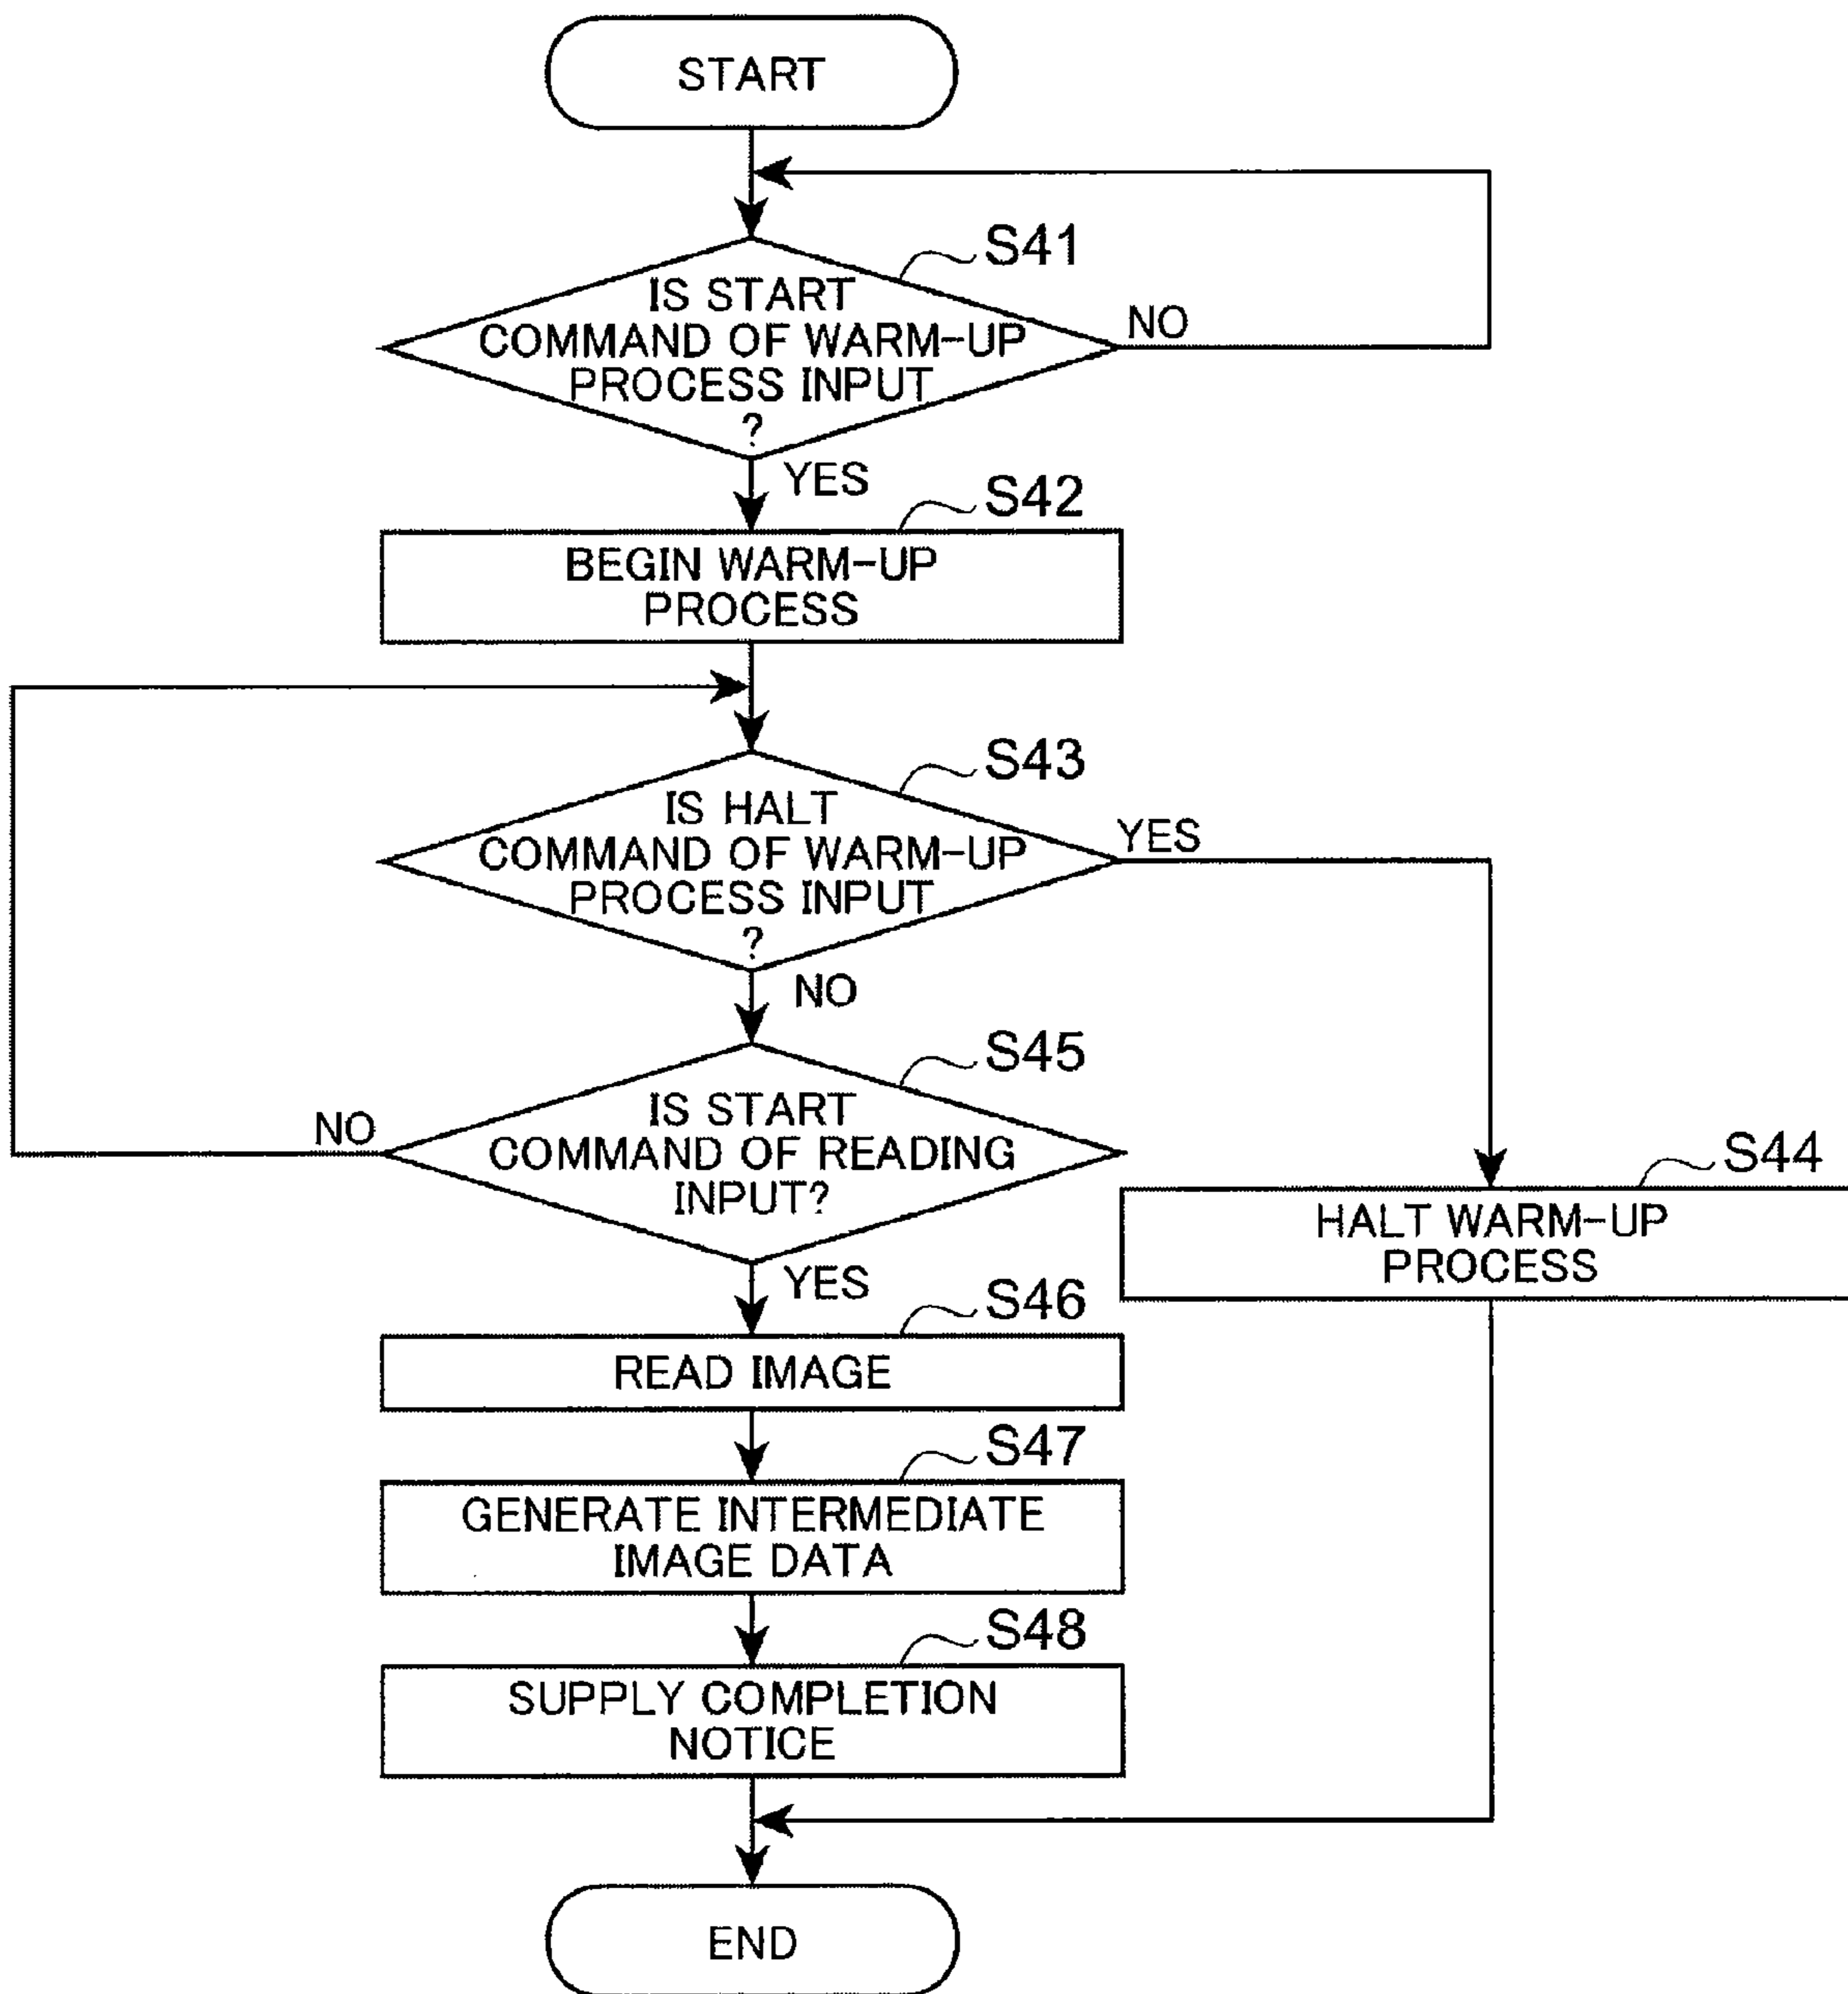 START
S41
IS START
COMMAND OF WARM-UP
PROCESS INPUT
?
NO
YES
S42
BEGIN WARM-UP
PROCESS
S43
IS HALT
COMMAND OF WARM-UP
PROCESS INPUT
?
YES
NO
S45
IS START
COMMAND OF READING
INPUT?
NO
YES
S44
HALT WARM-UP
PROCESS
S46
READ IMAGE
S47
GENERATE INTERMEDIATE
IMAGE DATA
S48
SUPPLY COMPLETION
NOTICE
END